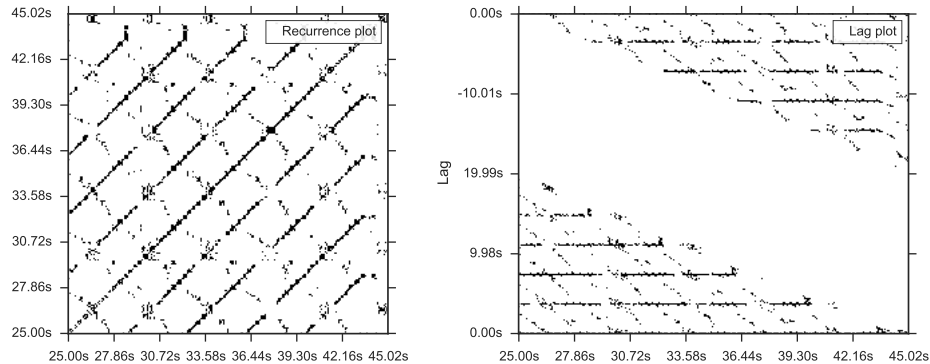 45.02s
42.16s
39.30s
36.44s
33.58s
30.72s
27.86s
25.00s
Recurrence plot
25.00s 27.86s 30.72s 33.58s 36.44s 39.30s 42.16s 45.02s
Lag
0.00s
-10.01s
19.99s
9.98s
0.00s
Lag plot
25.00s 27.86s 30.72s 33.58s 36.44s 39.30s 42.16s 45.02s